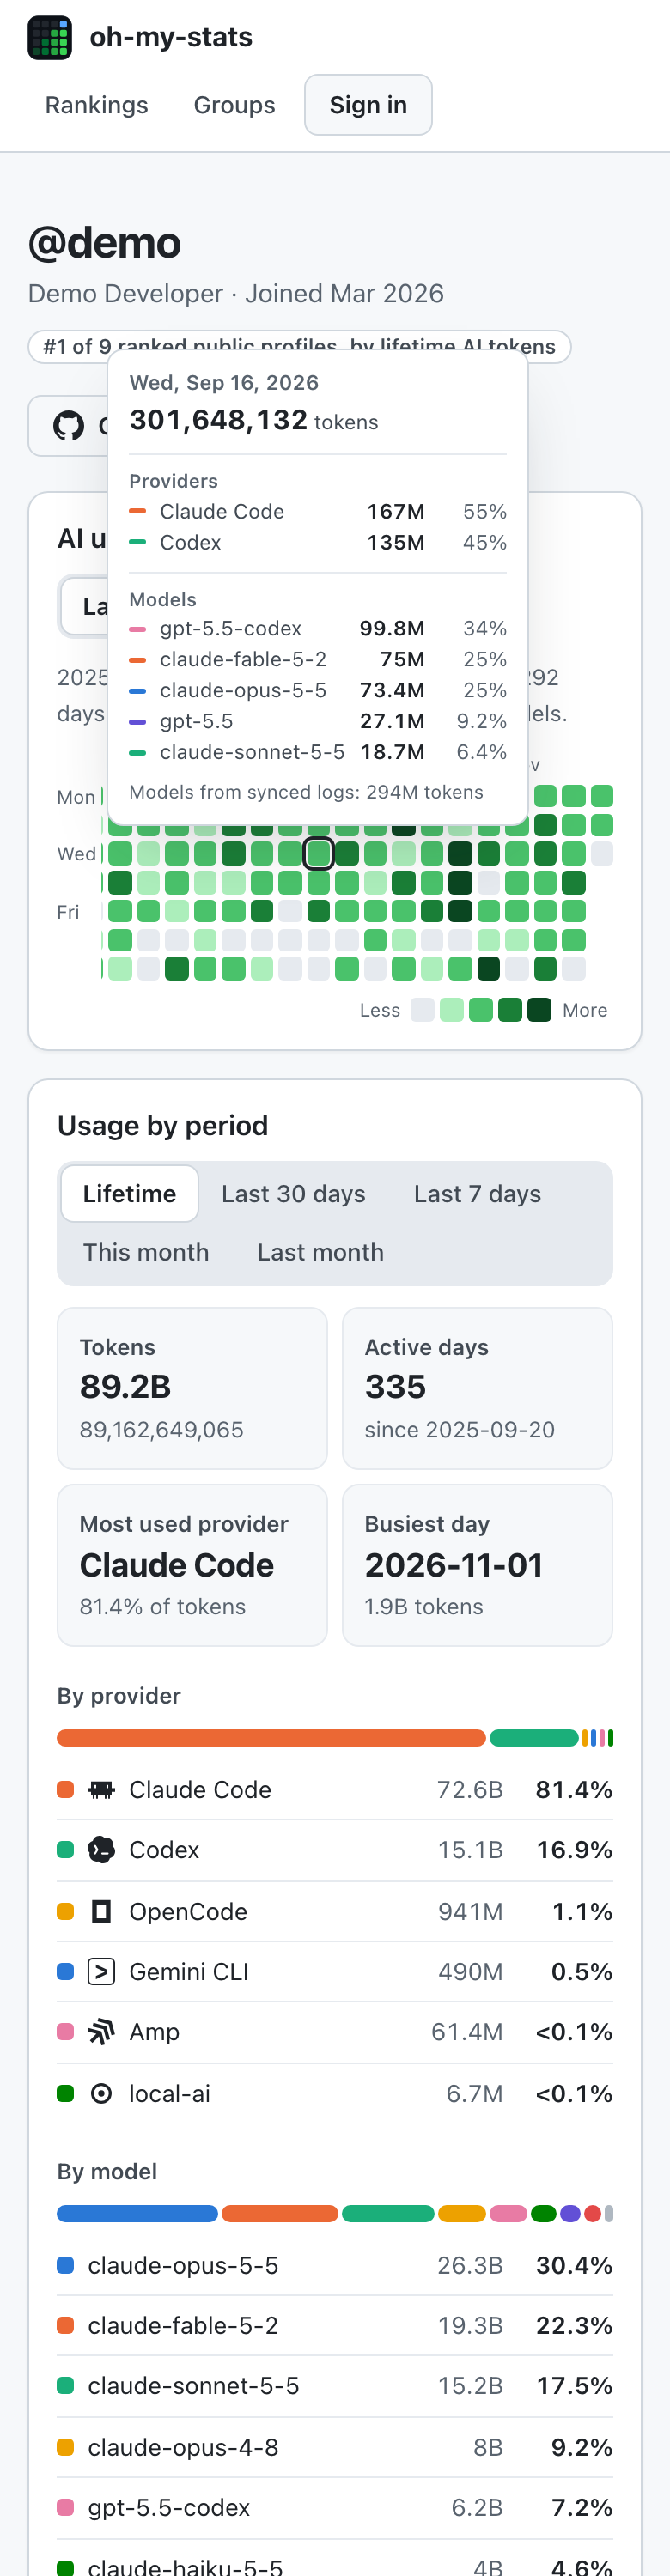 oh-my-stats
Rankings Groups Sign in
@demo
Demo Developer · Joined Mar 2026
#1 of 9 ranked public profiles, by lifetime AI tokens
Wed, Sep 16, 2026
301,648,132 tokens
Providers
Claude Code 167M 55%
Codex 135M 45%
Models
gpt-5.5-codex 99.8M 34%
claude-fable-5-2 75M 25%
claude-opus-5-5 73.4M 25%
gpt-5.5 27.1M 9.2%
claude-sonnet-5-5 18.7M 6.4%
Models from synced logs: 294M tokens
AI u
La
2025
days
Mon
Wed
Fri
Less More
Usage by period
Lifetime Last 30 days Last 7 days
This month Last month
Tokens
89.2B
89,162,649,065
Active days
335
since 2025-09-20
Most used provider
Claude Code
81.4% of tokens
Busiest day
2026-11-01
1.9B tokens
By provider
Claude Code 72.6B 81.4%
Codex 15.1B 16.9%
OpenCode 941M 1.1%
Gemini CLI 490M 0.5%
Amp 61.4M <0.1%
local-ai 6.7M <0.1%
By model
claude-opus-5-5 26.3B 30.4%
claude-fable-5-2 19.3B 22.3%
claude-sonnet-5-5 15.2B 17.5%
claude-opus-4-8 8B 9.2%
gpt-5.5-codex 6.2B 7.2%
claude-haiku-5-5 4B 4.6%